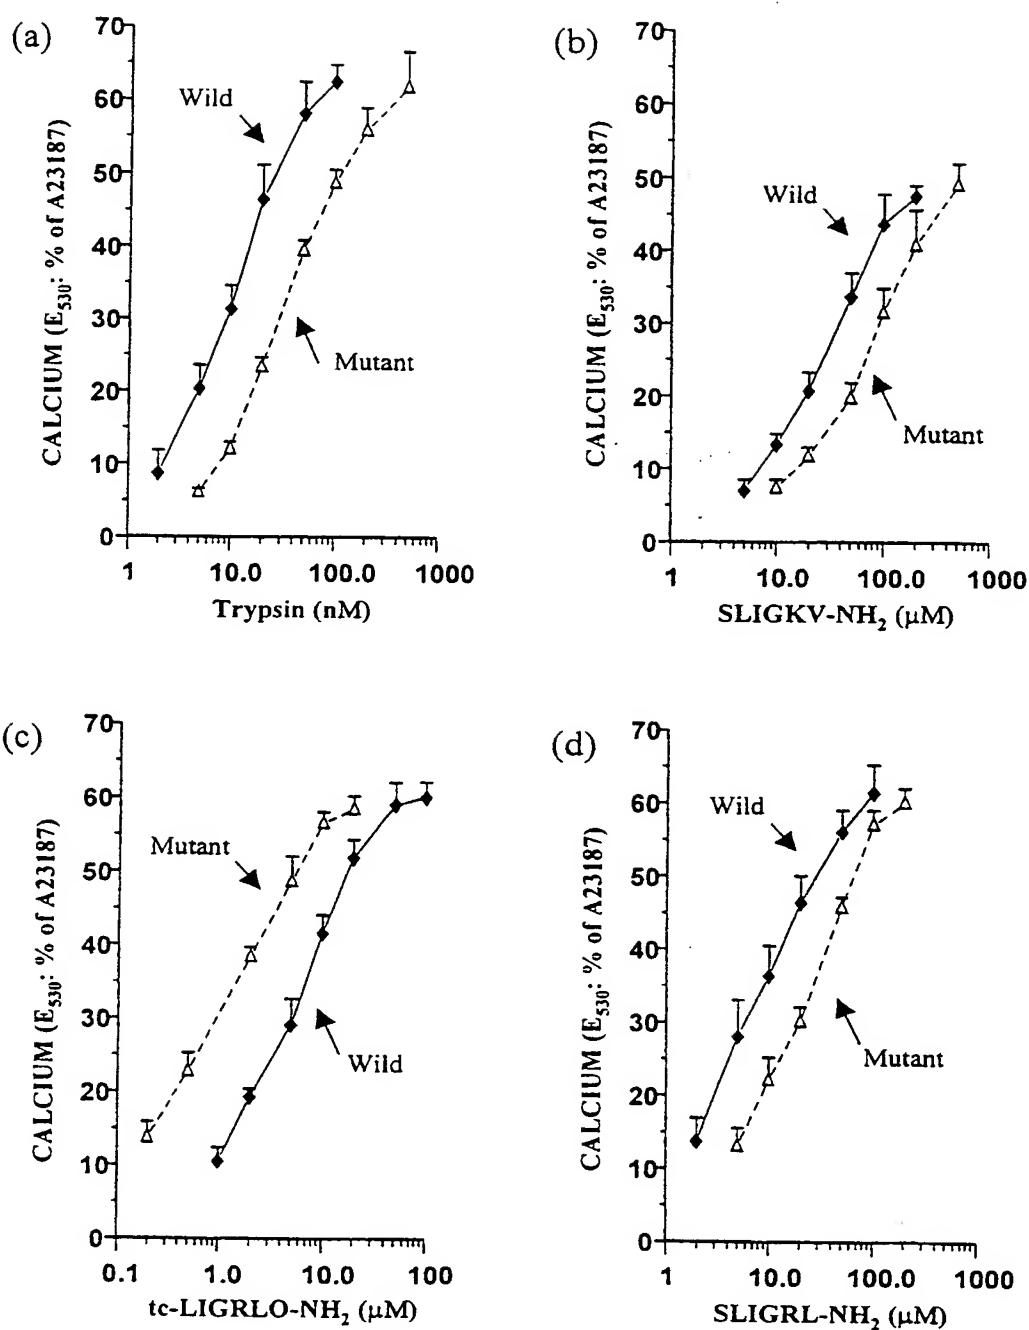 (a)
CALCIUM (E530: % of A23187)
70
60
50
40
30
20
10
0
Wild
Mutant
1
10.0
100.0
1000
Trypsin (nM)
(b)
CALCIUM (E530: % of A23187)
70
60
50
40
30
20
10
0
Wild
Mutant
1
10.0
100.0
1000
SLIGKV-NH2 (μM)
(c)
CALCIUM (E530: % of A23187)
70
60
50
40
30
20
10
0
Mutant
Wild
0.1
1.0
10.0
100
tc-LIGRLO-NH2 (μM)
(d)
CALCIUM (E530: % of A23187)
70
60
50
40
30
20
10
0
Wild
Mutant
1
10.0
100.0
1000
SLIGRL-NH2 (μM)